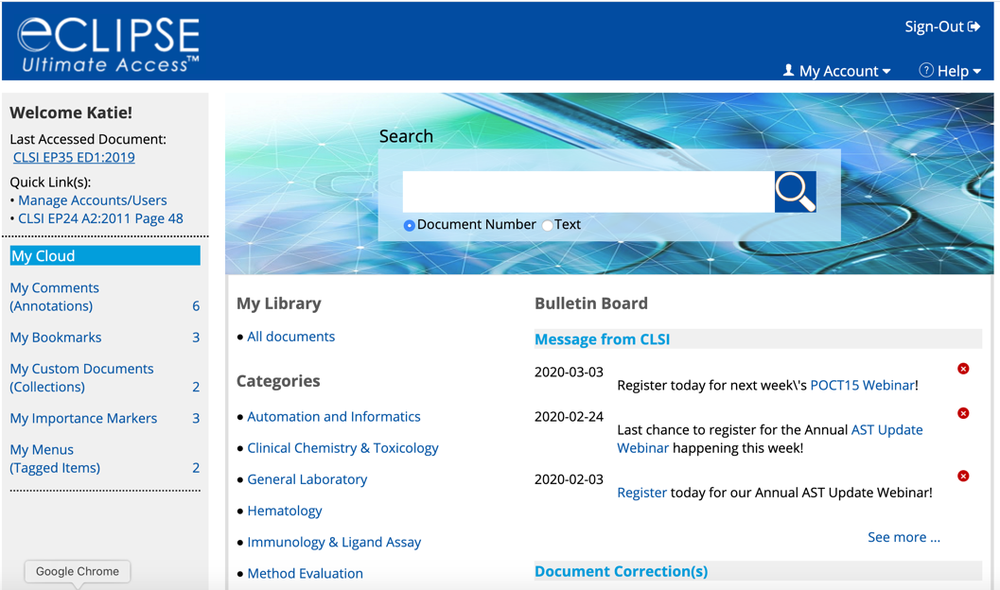 eCLIPSE
Ultimate Access™
Sign-Out
My Account
? Help
Welcome Katie!
Last Accessed Document:
CLSI EP35 ED1:2019
Quick Link(s):
• Manage Accounts/Users
• CLSI EP24 A2:2011 Page 48
My Cloud
My Comments
(Annotations) 6
My Bookmarks 3
My Custom Documents
(Collections) 2
My Importance Markers 3
My Menus
(Tagged Items) 2
Google Chrome
Search
Document Number Text
My Library
• All documents
Categories
• Automation and Informatics
• Clinical Chemistry & Toxicology
• General Laboratory
• Hematology
• Immunology & Ligand Assay
• Method Evaluation
Bulletin Board
Message from CLSI
2020-03-03
Register today for next week\'s POCT15 Webinar!
2020-02-24
Last chance to register for the Annual AST Update
Webinar happening this week!
2020-02-03
Register today for our Annual AST Update Webinar!
See more ...
Document Correction(s)